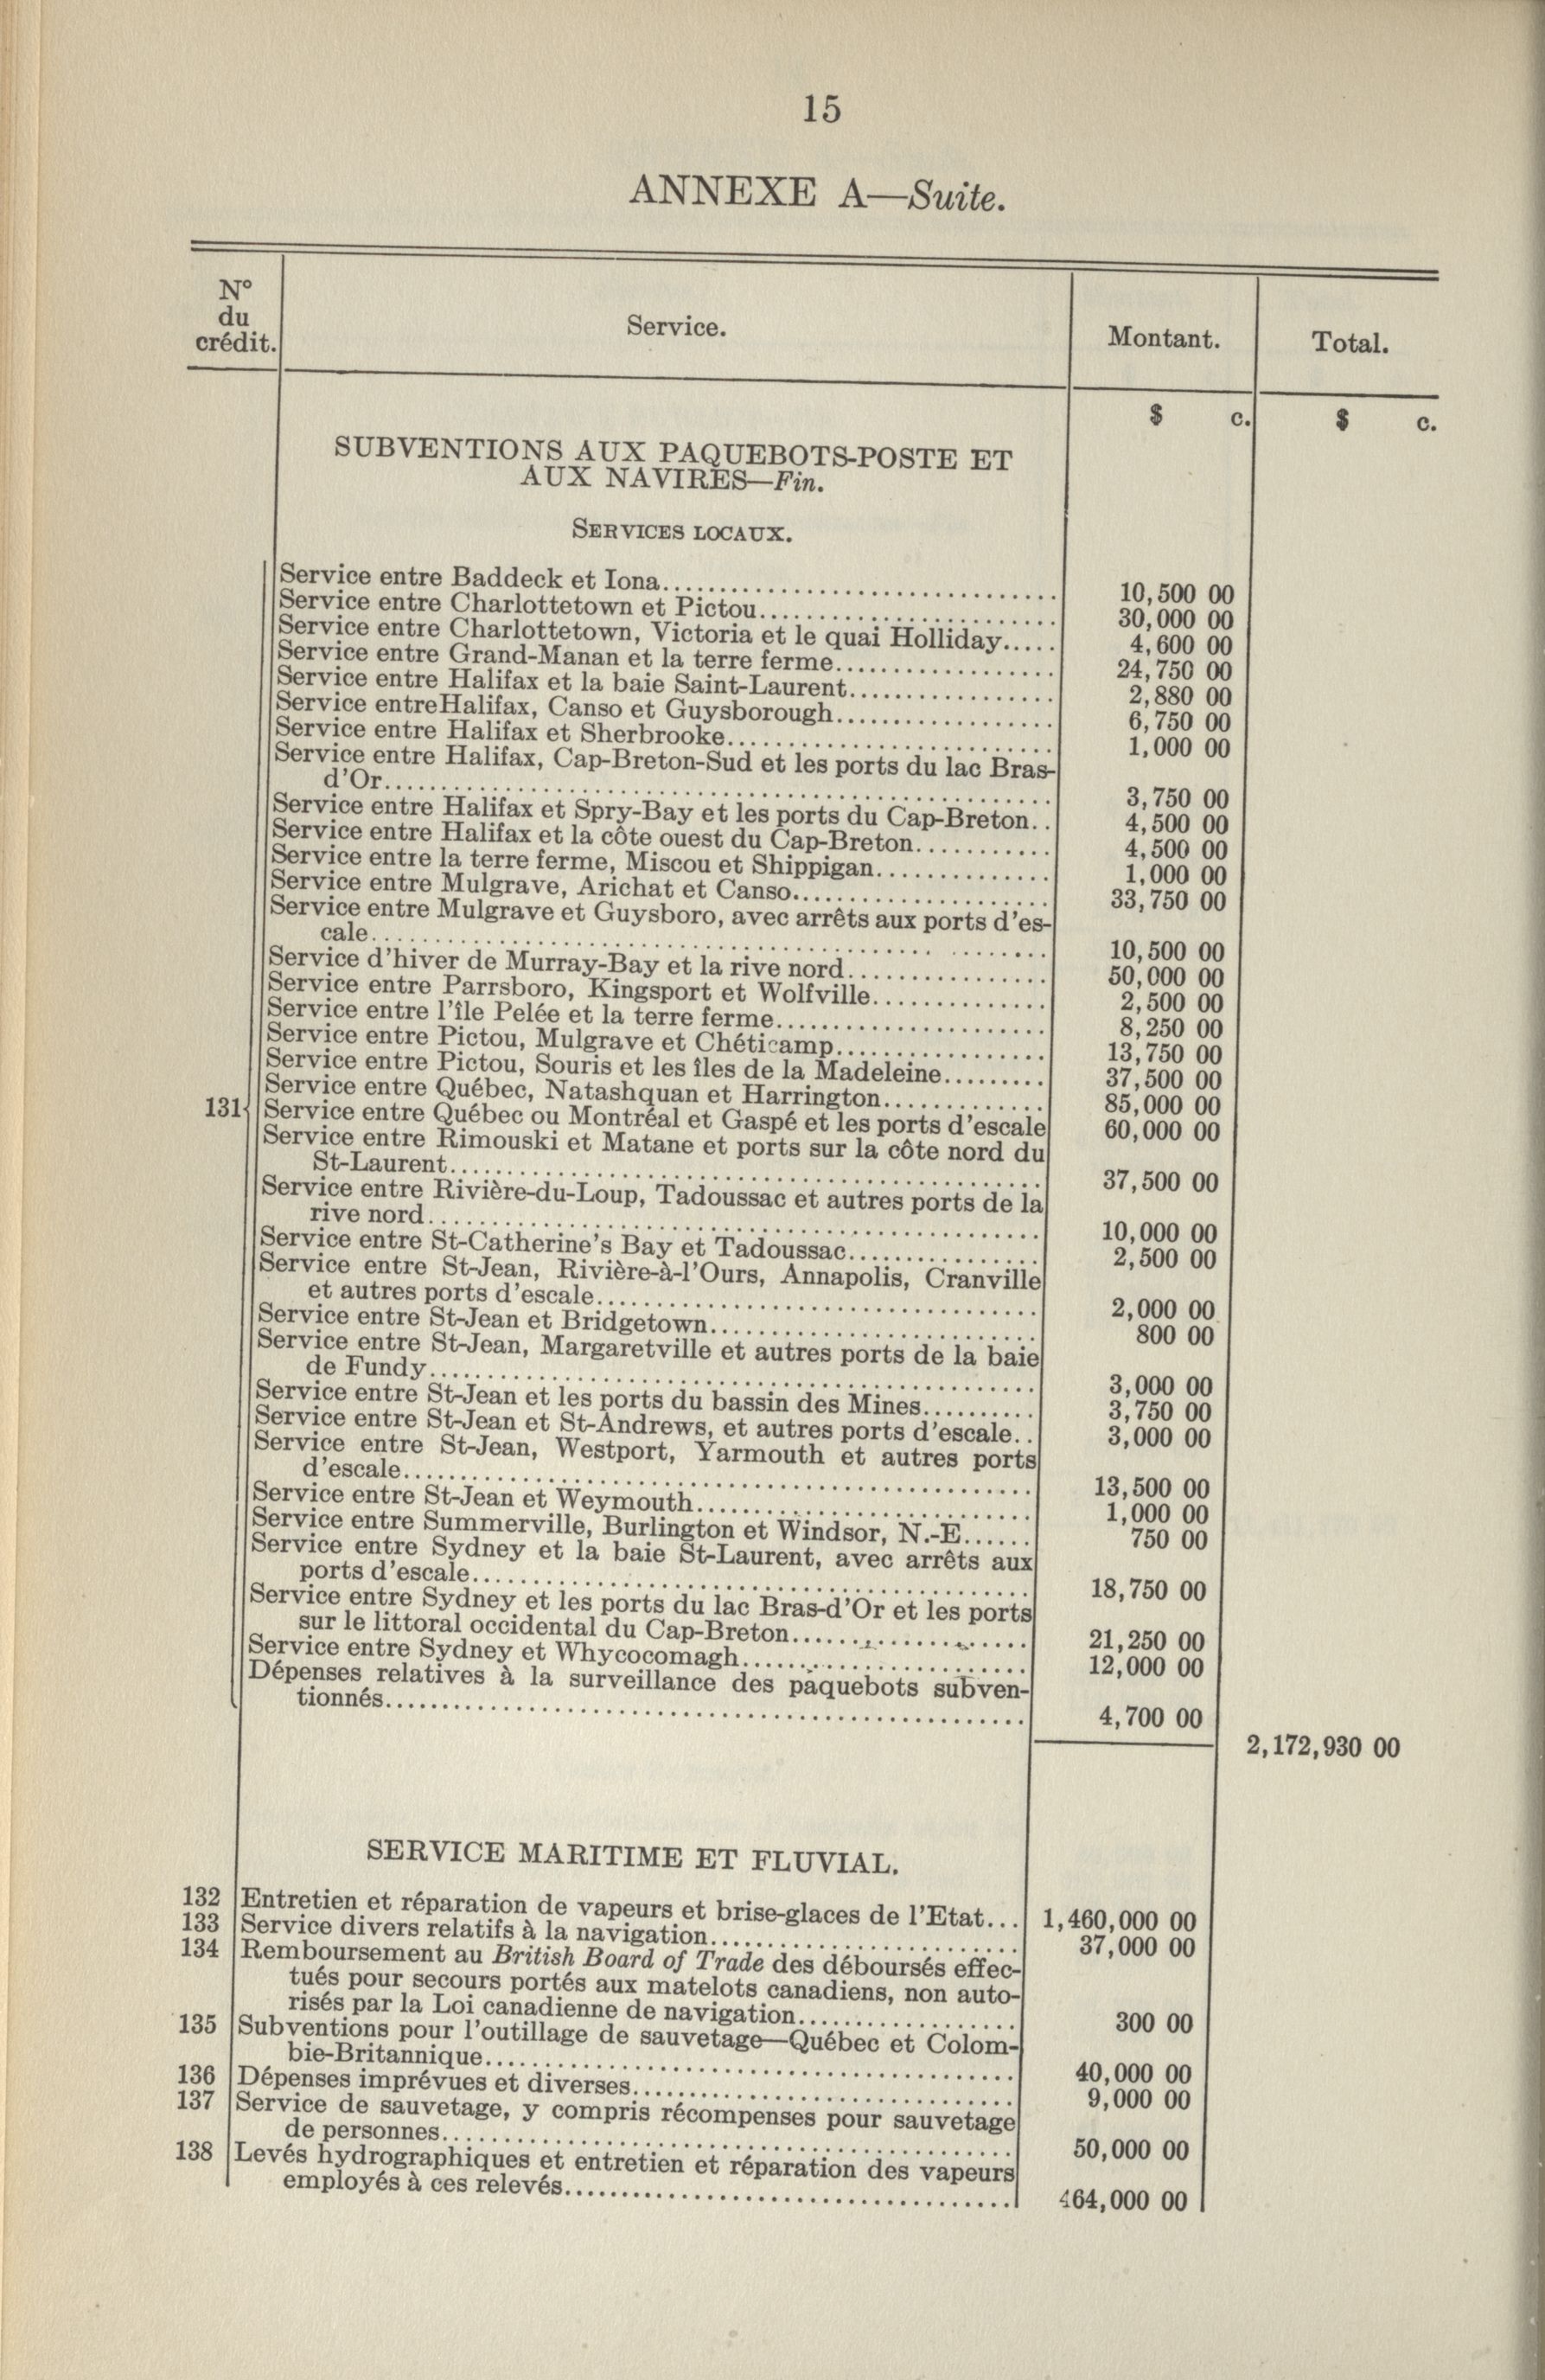 15
ANNEXE A—Suite.
N°
du
crédit.
Service.
Montant.
Total.
$ c.
$ c.
SUBVENTIONS AUX PAQUEBOTS-POSTE ET
AUX NAVIRES—Fin.
SERVICES LOCAUX.
Service entre Baddeck et Iona.......... 10,500 00
Service entre Charlottetown et Pictou.......... 30,000 00
Service entre Charlottetown, Victoria et le quai Holliday..... 4,600 00
Service entre Grand-Manan et la terre ferme.......... 24,750 00
Service entre Halifax et la baie Saint-Laurent.......... 2,880 00
Service entreHalifax, Canso et Guysborough.......... 6,750 00
Service entre Halifax et Sherbrooke.......... 1,000 00
Service entre Halifax, Cap-Breton-Sud et les ports du lac Bras-
d'Or.......... 3,750 00
Service entre Halifax et Spry-Bay et les ports du Cap-Breton.. 4,500 00
Service entre Halifax et la côte ouest du Cap-Breton.......... 4,500 00
Service entre la terre ferme, Miscou et Shippigan.......... 1,000 00
Service entre Mulgrave, Arichat et Canso.......... 33,750 00
Service entre Mulgrave et Guysboro, avec arrêts aux ports d'es-
cale.......... 10,500 00
Service d'hiver de Murray-Bay et la rive nord.......... 50,000 00
Service entre Parrsboro, Kingsport et Wolfville.......... 2,500 00
Service entre l'île Pelée et la terre ferme.......... 8,250 00
Service entre Pictou, Mulgrave et Chéticamp.......... 13,750 00
Service entre Pictou, Souris et les îles de la Madeleine......... 37,500 00
Service entre Québec, Natashquan et Harrington.......... 85,000 00
131 Service entre Québec ou Montréal et Gaspé et les ports d'escale 60,000 00
Service entre Rimouski et Matane et ports sur la côte nord du
St-Laurent.......... 37,500 00
Service entre Rivière-du-Loup, Tadoussac et autres ports de la
rive nord.......... 10,000 00
Service entre St-Catherine's Bay et Tadoussac.......... 2,500 00
Service entre St-Jean, Rivière-à-l'Ours, Annapolis, Cranville
et autres ports d'escale.......... 2,000 00
Service entre St-Jean et Bridgetown.......... 800 00
Service entre St-Jean, Margaretville et autres ports de la baie
de Fundy.......... 3,000 00
Service entre St-Jean et les ports du bassin des Mines.......... 3,750 00
Service entre St-Jean et St-Andrews, et autres ports d'escale.. 3,000 00
Service entre St-Jean, Westport, Yarmouth et autres ports
d'escale.......... 13,500 00
Service entre St-Jean et Weymouth.......... 1,000 00
Service entre Summerville, Burlington et Windsor, N.-E...... 750 00
Service entre Sydney et la baie St-Laurent, avec arrêts aux
ports d'escale.......... 18,750 00
Service entre Sydney et les ports du lac Bras-d'Or et les ports
sur le littoral occidental du Cap-Breton.......... 21,250 00
Service entre Sydney et Whycocomagh.......... 12,000 00
Dépenses relatives à la surveillance des paquebots subven-
tionnés.......... 4,700 00
2,172,930 00
SERVICE MARITIME ET FLUVIAL.
132 Entretien et réparation de vapeurs et brise-glaces de l'Etat... 1,460,000 00
133 Service divers relatifs à la navigation.......... 37,000 00
134 Remboursement au British Board of Trade des déboursés effec-
tués pour secours portés aux matelots canadiens, non auto-
risés par la Loi canadienne de navigation.......... 300 00
135 Subventions pour l'outillage de sauvetage—Québec et Colom-
bie-Britannique.......... 40,000 00
136 Dépenses imprévues et diverses.......... 9,000 00
137 Service de sauvetage, y compris récompenses pour sauvetage
de personnes.......... 50,000 00
138 Levés hydrographiques et entretien et réparation des vapeurs
employés à ces relevés.......... 464,000 00